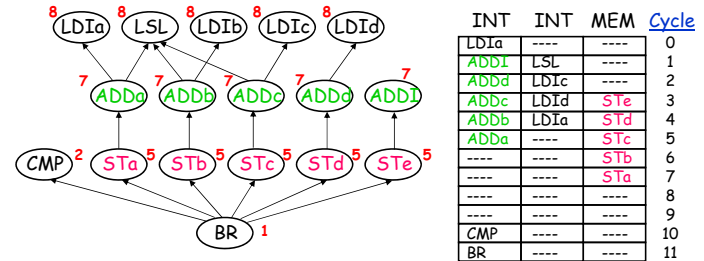 8 8 8 8 8
LDIa LSL LDIb LDIc LDId
7 7 7 7 7
ADDa ADDb ADDc ADDd ADDI
CMP 2 STa 5 STb 5 STc 5 STd 5 STe 5
BR 1
INT INT MEM Cycle
LDIa ---- ---- 0
ADDI LSL ---- 1
ADDd LDIc ---- 2
ADDc LDId STe 3
ADDb LDIa STd 4
ADDa ---- STc 5
---- ---- STb 6
---- ---- STa 7
---- ---- ---- 8
---- ---- ---- 9
CMP ---- ---- 10
BR ---- ---- 11